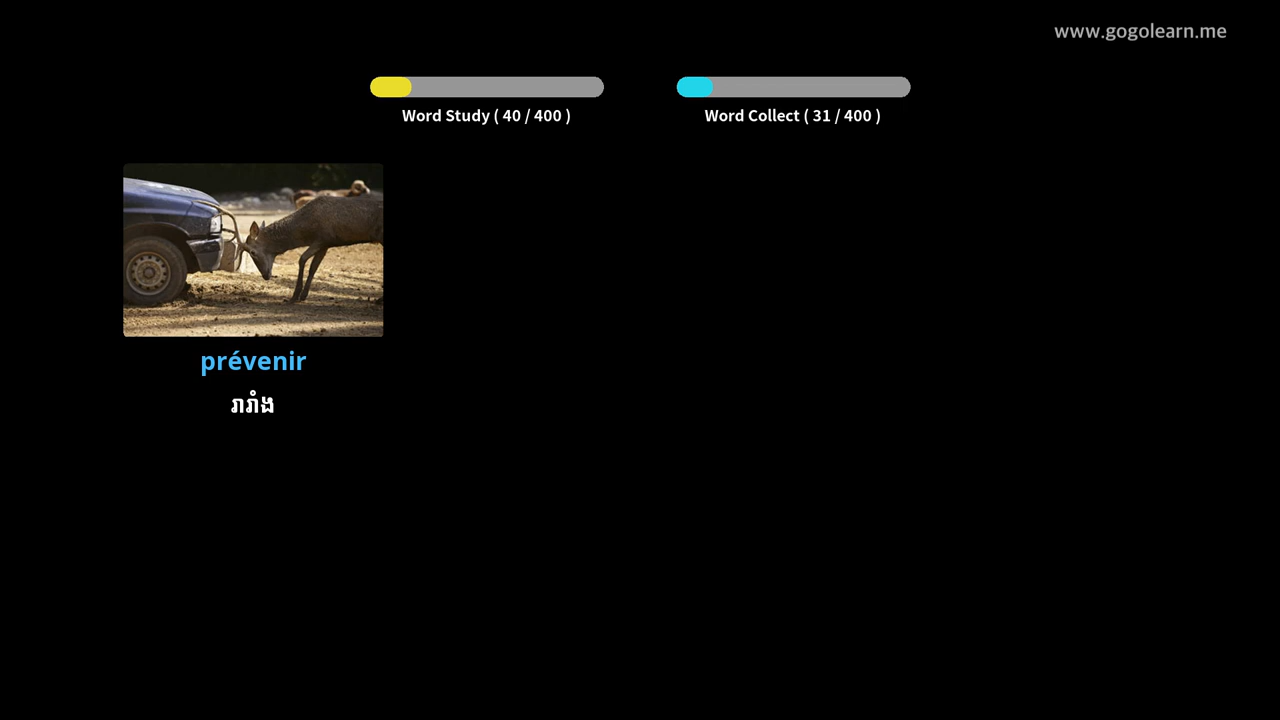 www.gogolearn.me
Word Study ( 40 / 400 )
Word Collect ( 31 / 400 )
prévenir
រារាំង